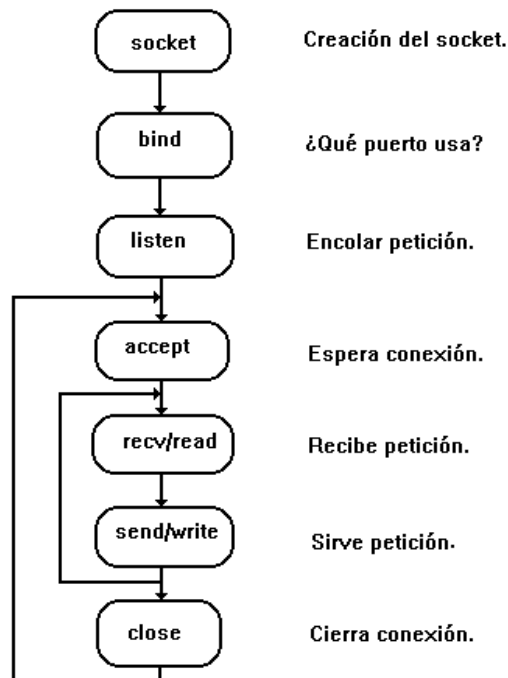 socket
Creación del socket.
bind
¿Qué puerto usa?
listen
Encolar petición.
accept
Espera conexión.
recv/read
Recibe petición.
send/write
Sirve petición.
close
Cierra conexión.